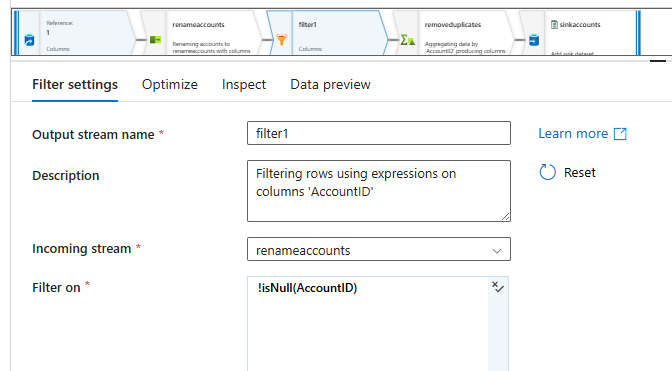 Reference:
1
Columns:
renameaccounts
Renaming accounts to
renameaccounts with columns
filter1
Columns:
removeduplicates
Aggregating data by
'AccountID' producing columns
sinkaccounts
Add sink dataset
Filter settings
Optimize
Inspect
Data preview
Output stream name *
filter1
Learn more
Description
Filtering rows using expressions on
columns 'AccountID'
Reset
Incoming stream *
renameaccounts
Filter on *
!isNull(AccountID)